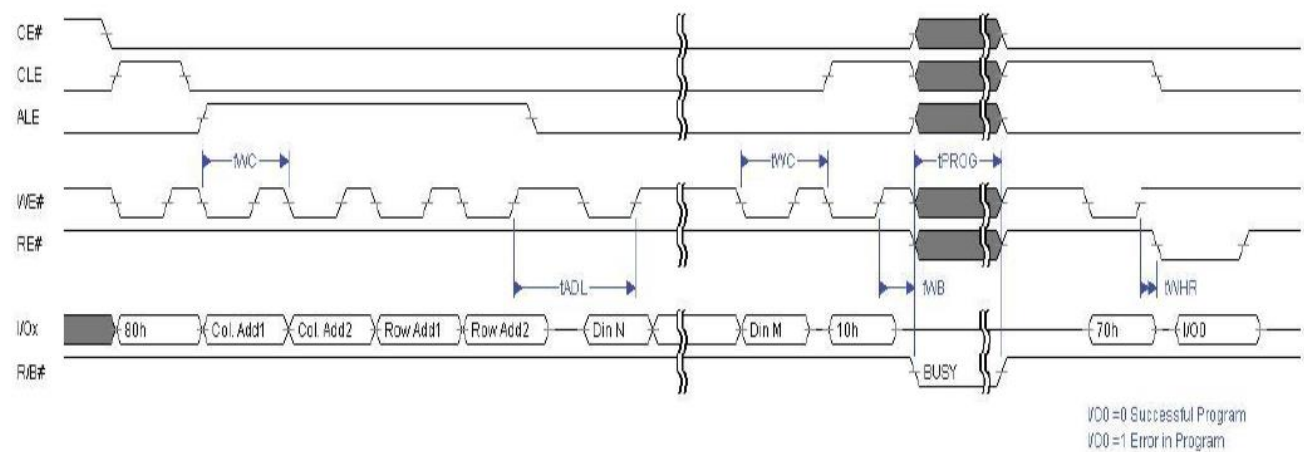 CE#
CLE
ALE
tWC
tWC
tPROG
WE#
RE#
tADL
tWB
tWHR
I/Ox
80h
Col. Add1
Col. Add2
Row Add1
Row Add2
Din N
Din M
10h
70h
I/O0
R/B#
BUSY
I/O0 =0 Successful Program
I/O0 =1 Error in Program